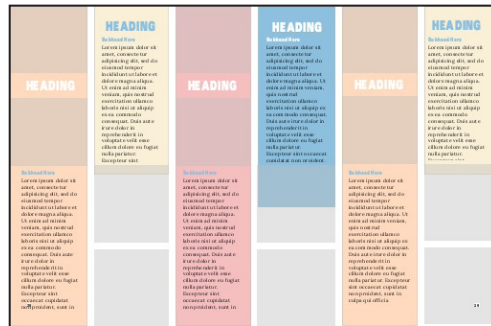 HEADING
Subhead Here
Lorem ipsum dolor sit
amet, consectetur
adipisicing elit, sed do
eiusmod tempor
incididunt ut labore et
dolore magna aliqua.
Ut enim ad minim
veniam, quis nostrud
exercitation ullamco
laboris nisi ut aliquip
ex ea commodo
consequat. Duis aute
irure dolor in
reprehenderit in
voluptate velit esse
cillum dolore eu fugiat
nulla pariatur.
Excepteur sint
occaecat cupidatat
non proident, sunt in
HEADING
Subhead Here
Lorem ipsum dolor sit
amet, consectetur
adipisicing elit, sed do
eiusmod tempor
incididunt ut labore et
dolore magna aliqua.
Ut enim ad minim
veniam, quis nostrud
exercitation ullamco
laboris nisi ut aliquip
ex ea commodo
consequat. Duis aute
irure dolor in
reprehenderit in
voluptate velit esse
cillum dolore eu fugiat
nulla pariatur.
Excepteur sint
HEADING
Subhead Here
Lorem ipsum dolor sit
amet, consectetur
adipisicing elit, sed do
eiusmod tempor
incididunt ut labore et
dolore magna aliqua.
Ut enim ad minim
veniam, quis nostrud
exercitation ullamco
laboris nisi ut aliquip
ex ea commodo
consequat. Duis aute
irure dolor in
reprehenderit in
voluptate velit esse
cillum dolore eu fugiat
nulla pariatur.
Excepteur sint
occaecat cupidatat
non proident, sunt in
HEADING
Subhead Here
Lorem ipsum dolor sit
amet, consectetur
adipisicing elit, sed do
eiusmod tempor
incididunt ut labore et
dolore magna aliqua.
Ut enim ad minim
veniam, quis nostrud
exercitation ullamco
laboris nisi ut aliquip
ex ea commodo
consequat. Duis aute
irure dolor in
reprehenderit in
voluptate velit esse
cillum dolore eu fugiat
nulla pariatur.
Excepteur sint occaecat
cupidatat non proident,
HEADING
Subhead Here
Lorem ipsum dolor sit
amet, consectetur
adipisicing elit, sed do
eiusmod tempor
incididunt ut labore et
dolore magna aliqua.
Ut enim ad minim
veniam, quis nostrud
exercitation ullamco
laboris nisi ut aliquip
ex ea commodo consequat.
Duis aute irure dolor in
reprehenderit in
voluptate velit esse
cillum dolore eu fugiat
nulla pariatur. Excepteur
sint occaecat cupidatat
non proident, sunt in
culpa qui officia
HEADING
Subhead Here
Lorem ipsum dolor sit
amet, consectetur
adipisicing elit, sed do
eiusmod tempor
incididunt ut labore et
dolore magna aliqua.
Ut enim ad minim
veniam, quis nostrud
exercitation ullamco
laboris nisi ut aliquip
ex ea commodo
consequat. Duis aute
irure dolor in
reprehenderit in
voluptate velit esse
cillum dolore eu fugiat
nulla pariatur.